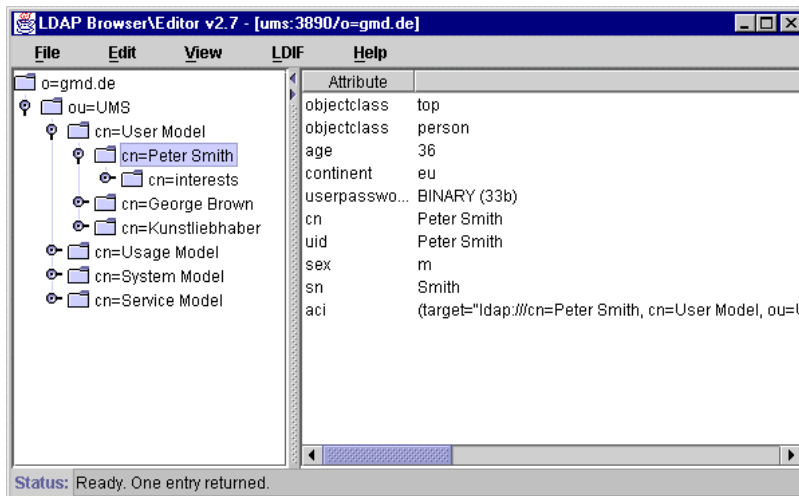 LDAP Browser\Editor v2.7 - [ums:3890/o=gmd.de]
File Edit View LDIF Help
o=gmd.de
ou=UMS
cn=User Model
cn=Peter Smith
cn=interests
cn=George Brown
cn=Kunstliebhaber
cn=Usage Model
cn=System Model
cn=Service Model
Attribute
objectclass top
objectclass person
age 36
continent eu
userpasswo... BINARY (33b)
cn Peter Smith
uid Peter Smith
sex m
sn Smith
aci (target="ldap:///cn=Peter Smith, cn=User Model, ou=U
Status: Ready. One entry returned.